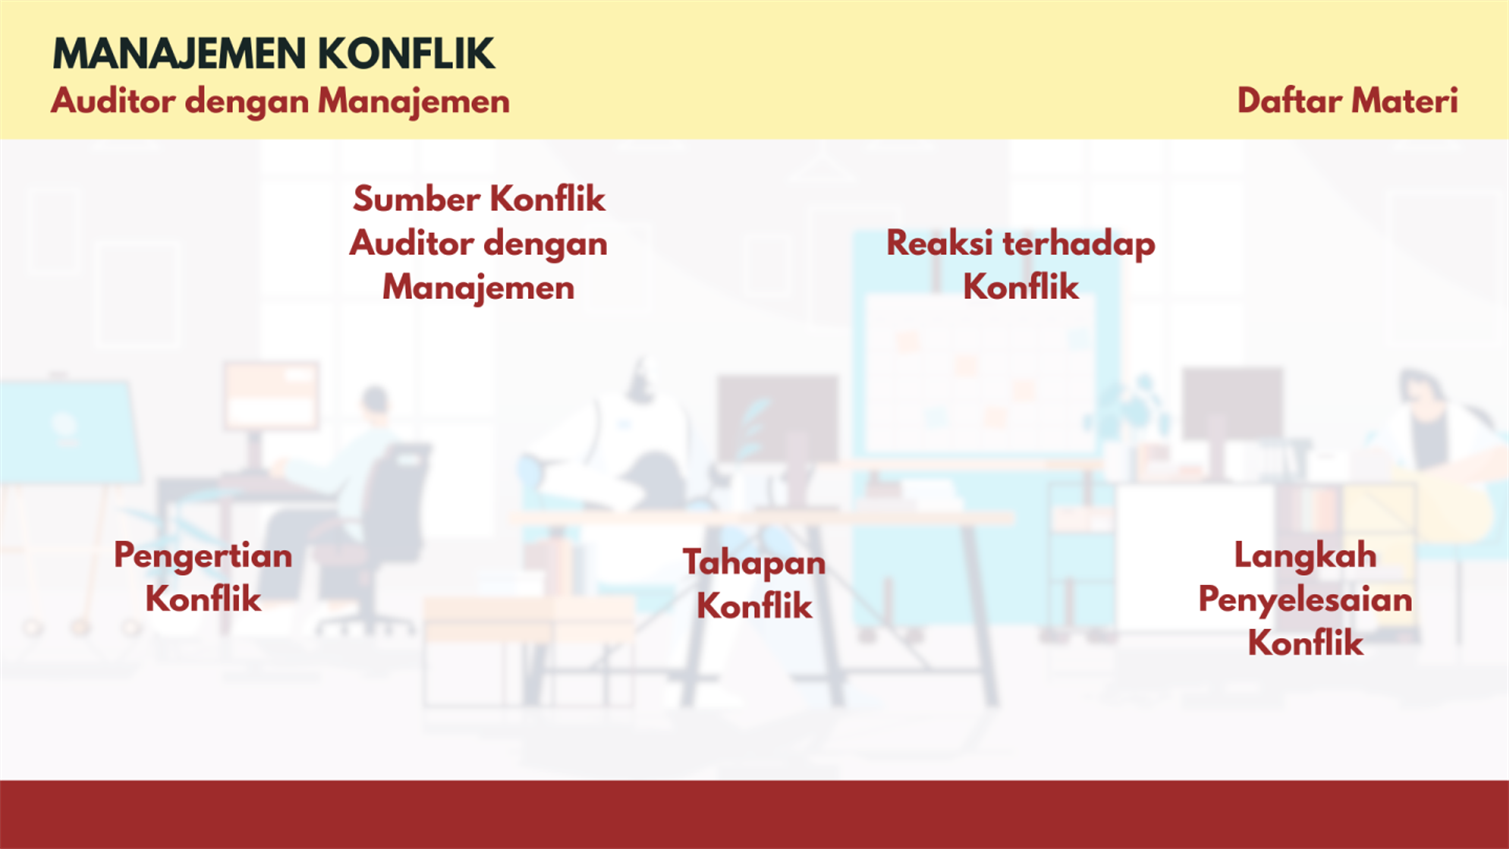 MANAJEMEN KONFLIK
Auditor dengan Manajemen
Daftar Materi
Sumber Konflik
Auditor dengan
Manajemen
Reaksi terhadap
Konflik
Pengertian
Konflik
Tahapan
Konflik
Langkah
Penyelesaian
Konflik